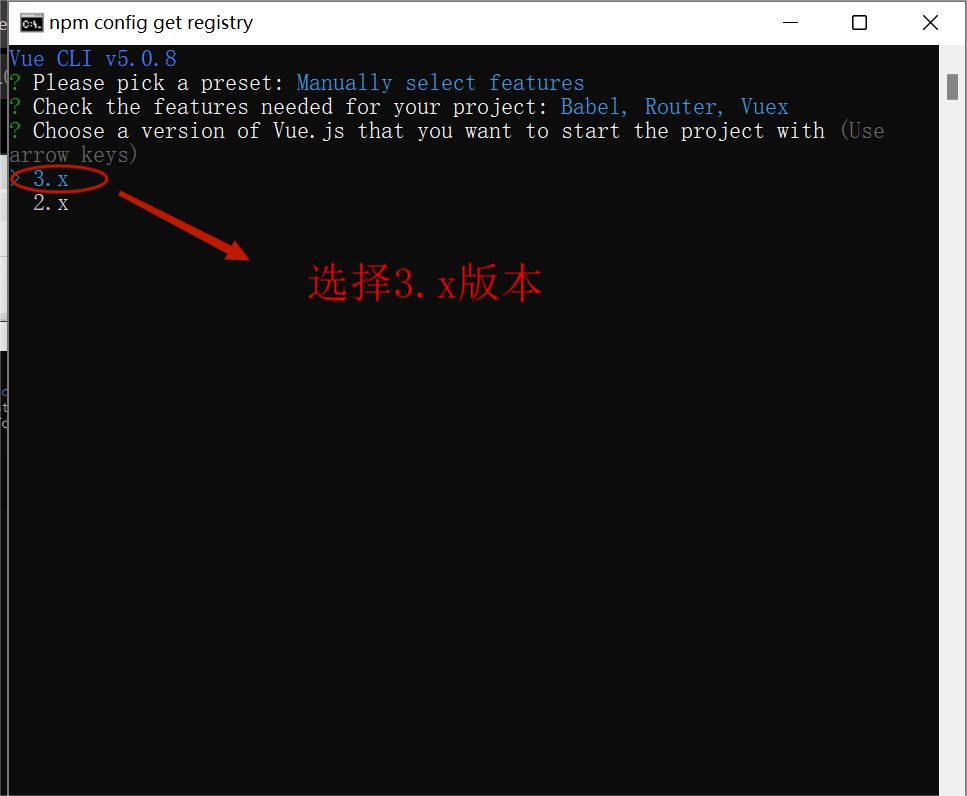 npm config get registry
Vue CLI v5.0.8
? Please pick a preset: Manually select features
? Check the features needed for your project: Babel, Router, Vuex
? Choose a version of Vue.js that you want to start the project with (Use
arrow keys)
> 3.x
2.x
选择3.x版本